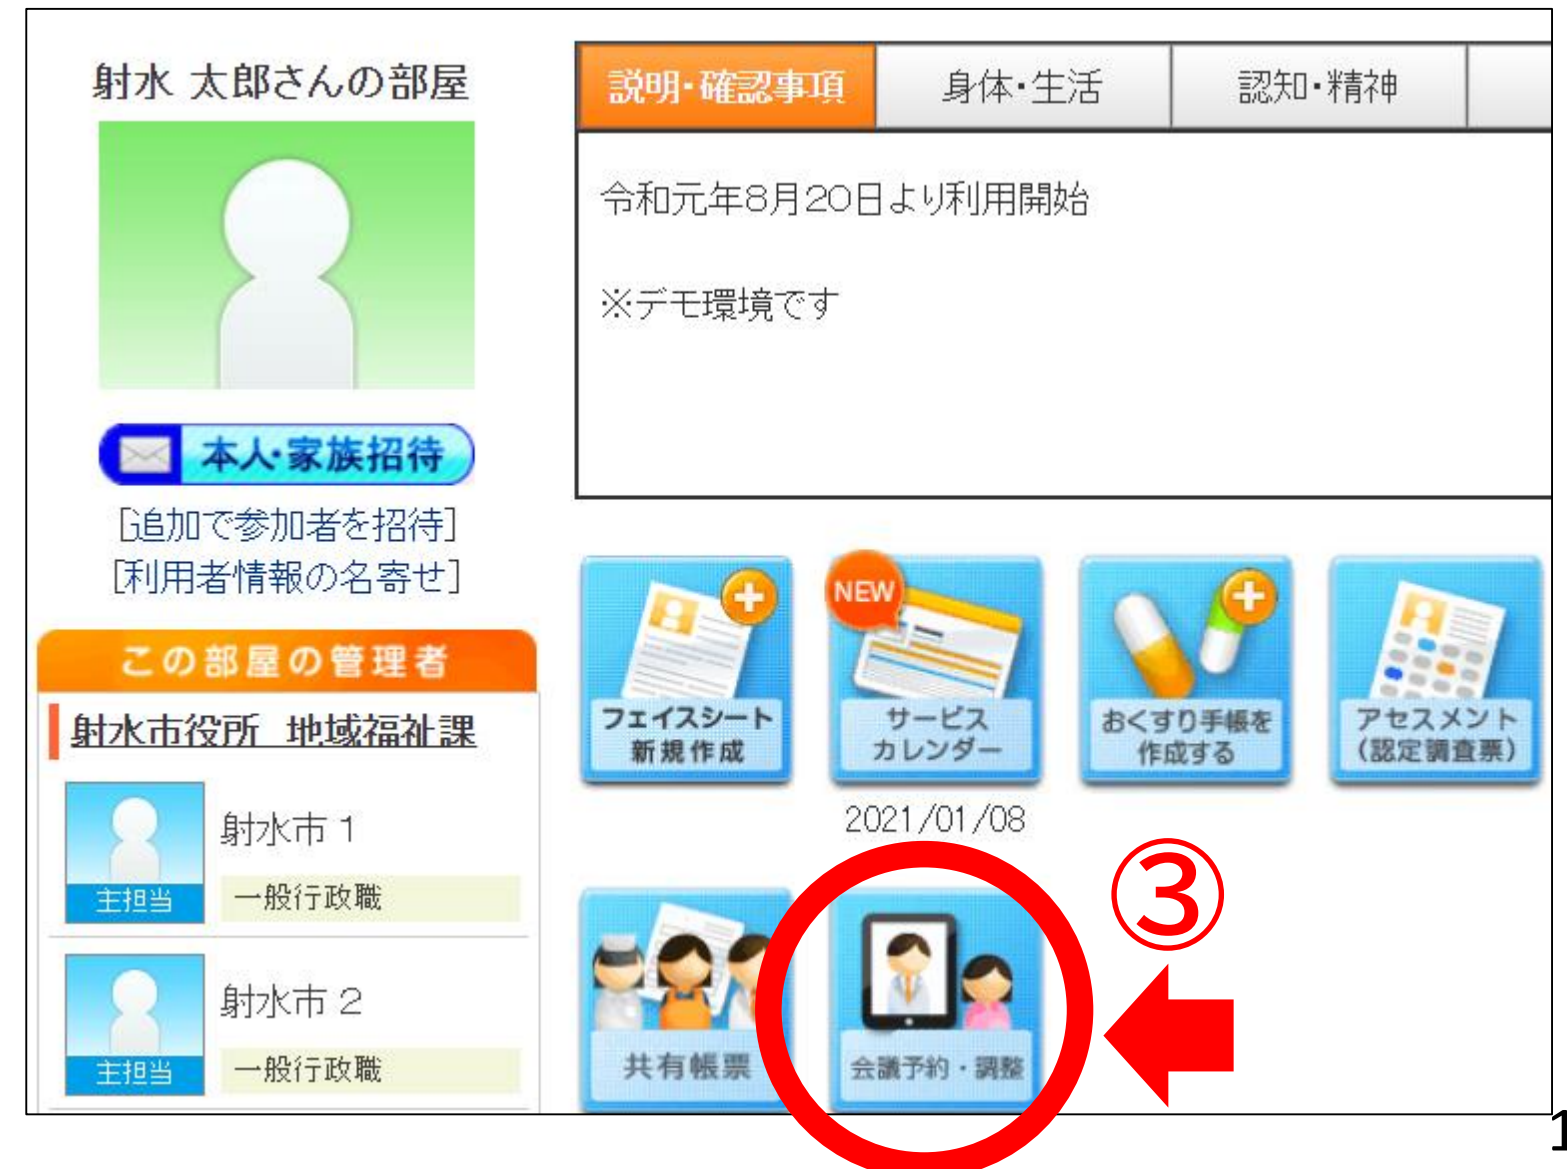 射水 太郎さんの部屋
本人・家族招待
[追加で参加者を招待]
[利用者情報の名寄せ]
この部屋の管理者
射水市役所 地域福祉課
射水市１
主担当
一般行政職
射水市２
主担当
一般行政職
説明・確認事項
身体・生活
認知・精神
令和元年8月20日より利用開始
※デモ環境です
フェイスシート
新規作成
NEW
サービス
カレンダー
2021/01/08
おくすり手帳を
作成する
アセスメント
(認定調査票)
共有帳票
会議予約・調整
③
1